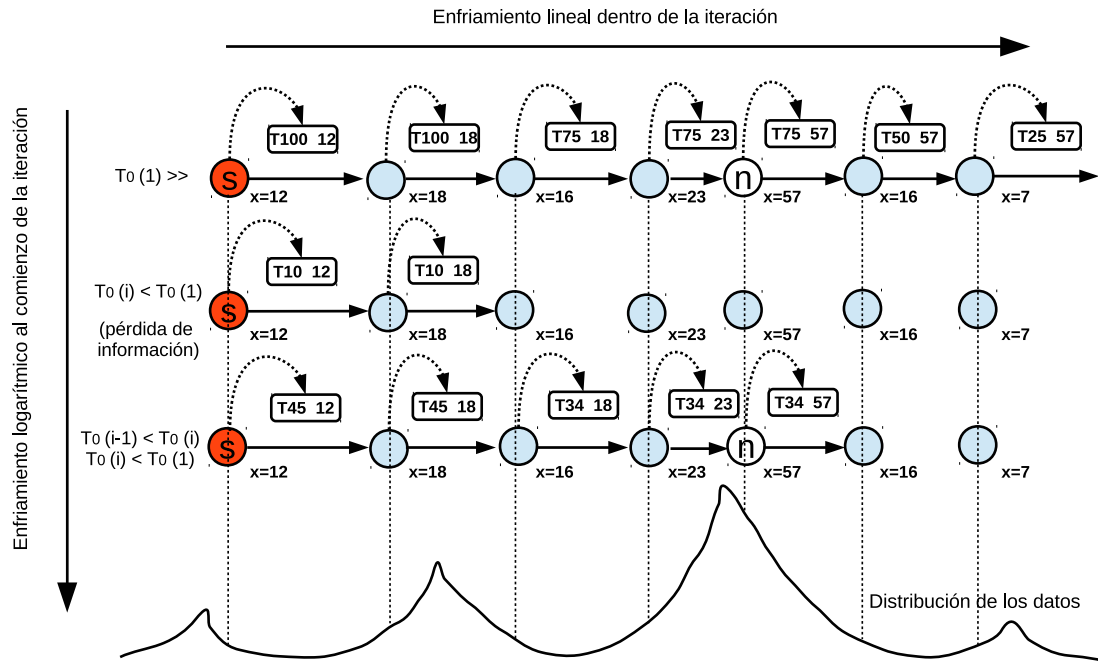 Enfriamiento lineal dentro de la iteración
Enfriamiento logarítmico al comienzo de la iteración
T100 12
T100 18
T75 18
T75 23
T75 57
T50 57
T25 57
T0 (1) >>
s
n
x=12
x=18
x=16
x=23
x=57
x=16
x=7
T10 12
T10 18
T0 (i) < T0 (1)
(pérdida de
información)
s
x=12
x=18
x=16
x=23
x=57
x=16
x=7
T45 12
T45 18
T34 18
T34 23
T34 57
T0 (i-1) < T0 (i)
T0 (i) < T0 (1)
s
n
x=12
x=18
x=16
x=23
x=57
x=16
x=7
Distribución de los datos